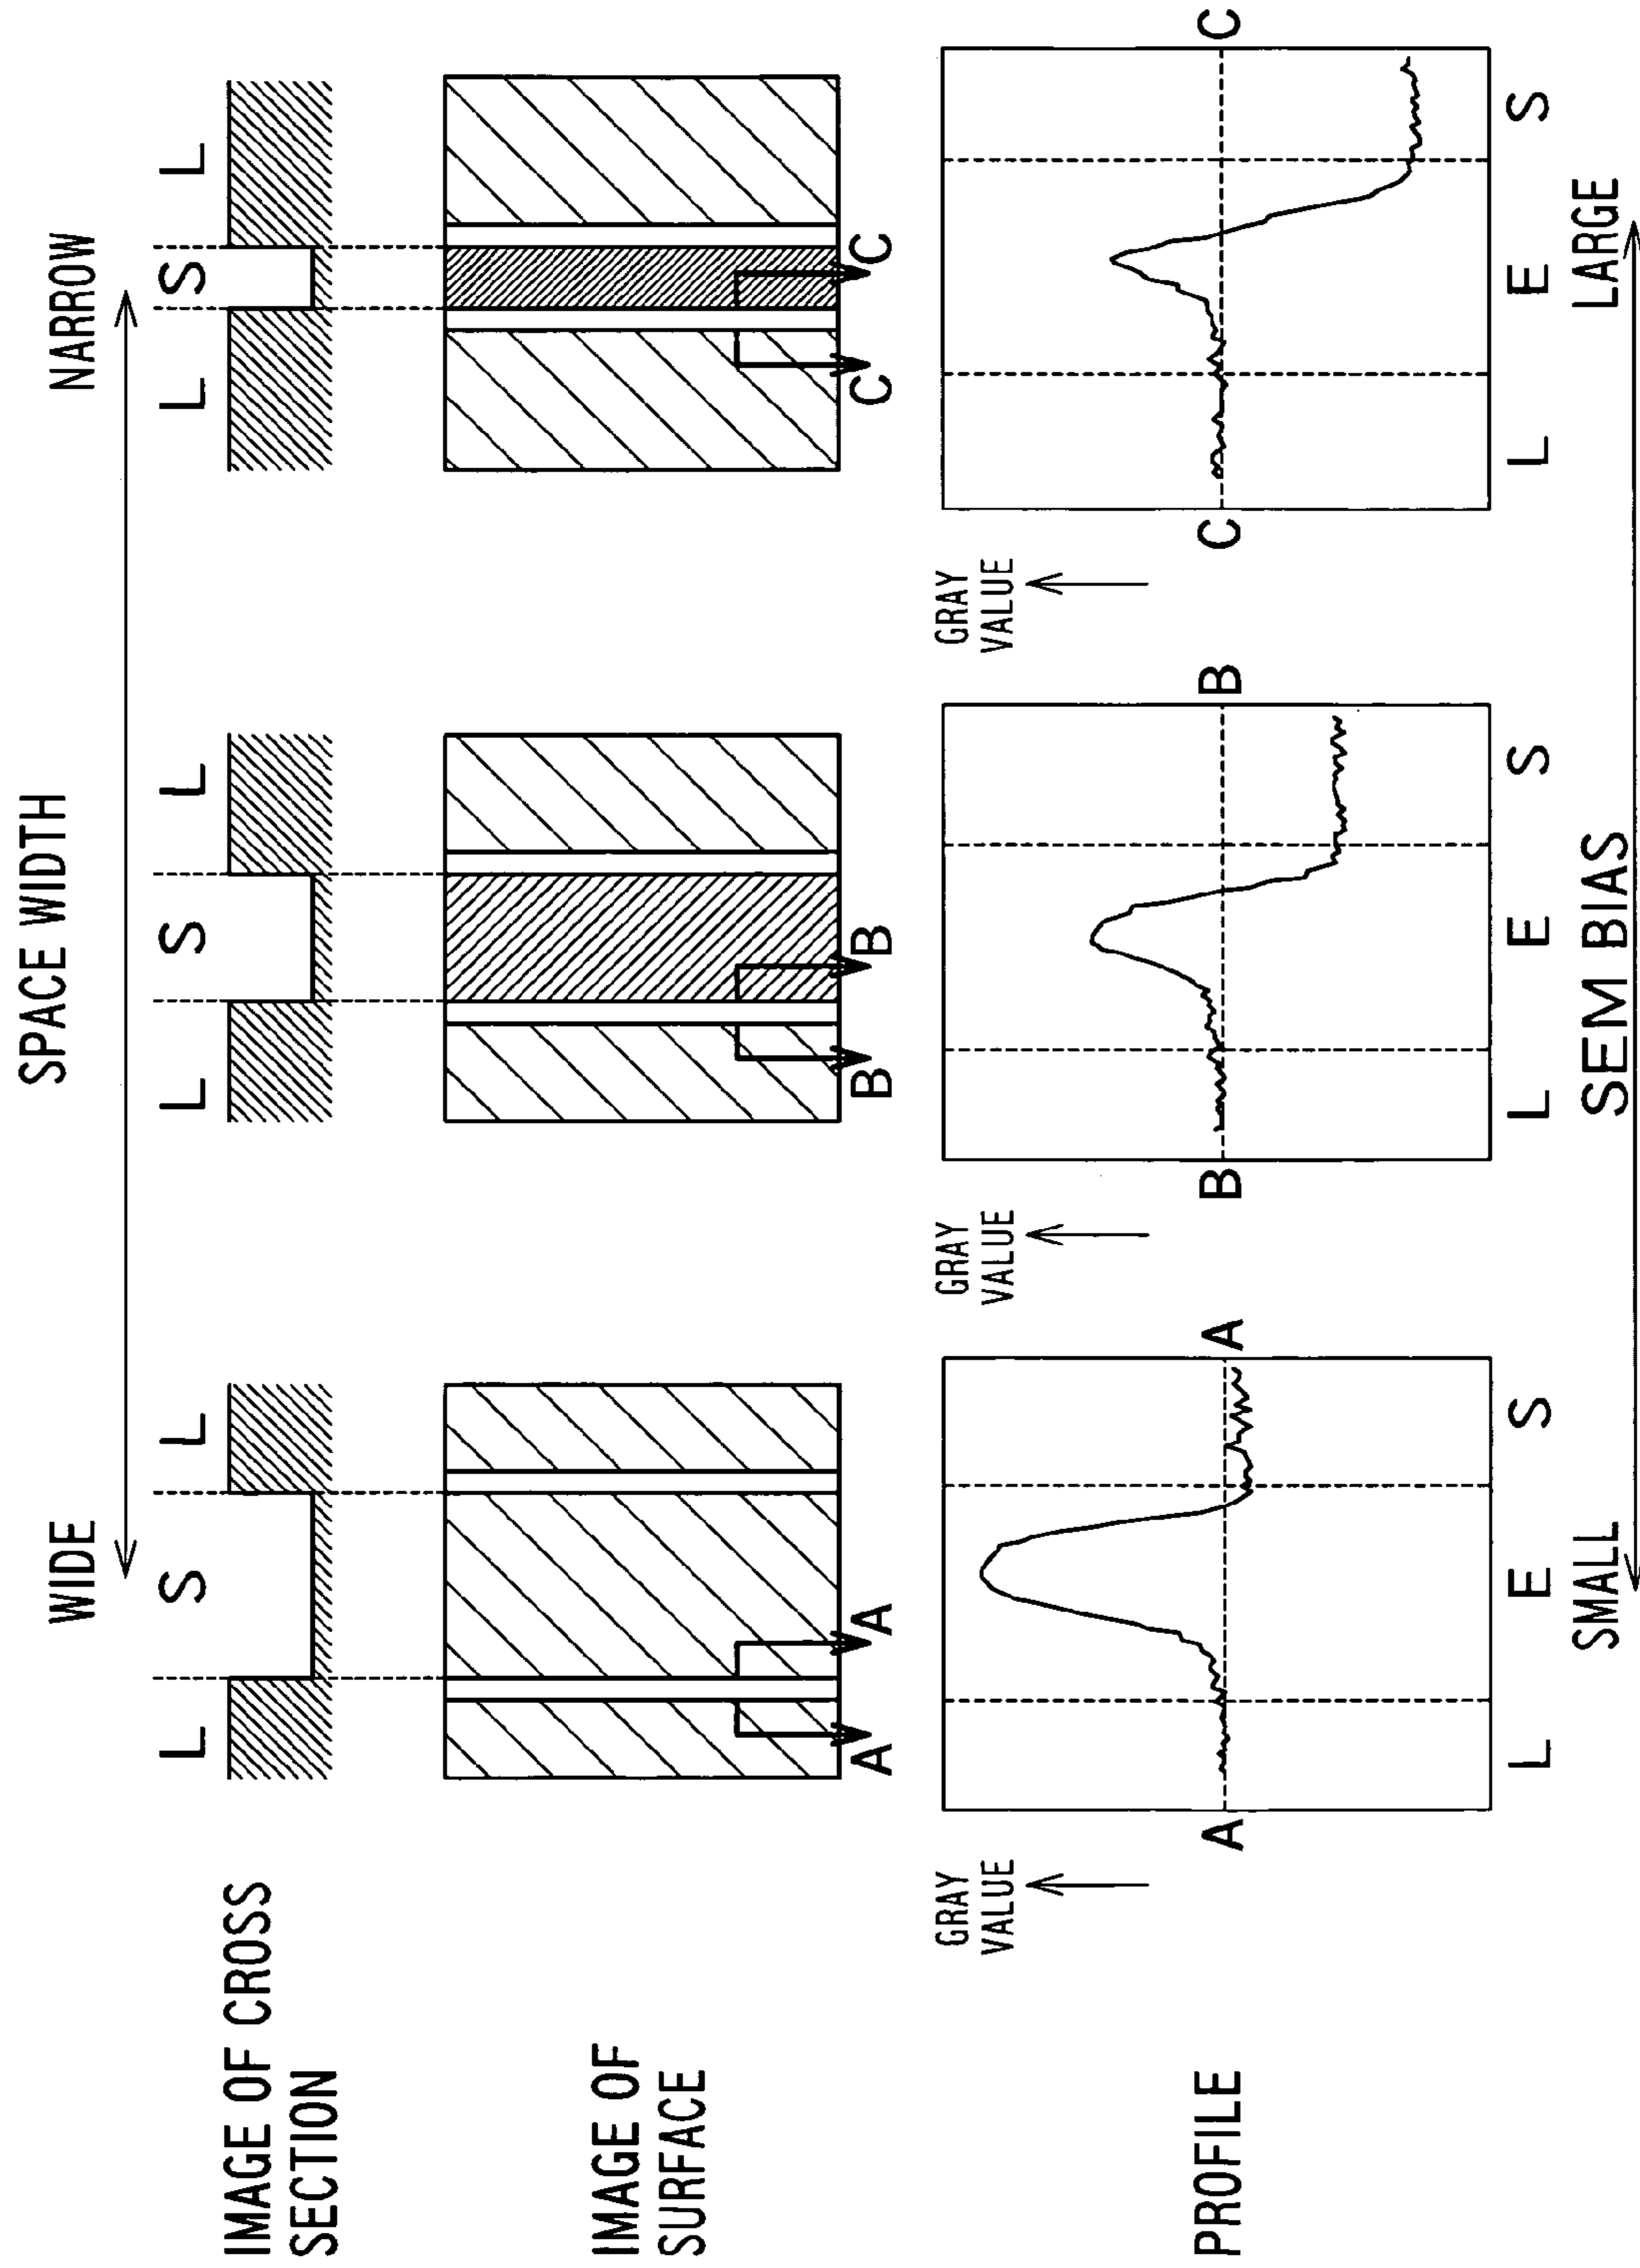 SPACE WIDTH
WIDE
NARROW
L S L
L S L
L S L
IMAGE OF CROSS
SECTION
IMAGE OF
SURFACE
A A
B B
C C
PROFILE
GRAY
VALUE
A A
GRAY
VALUE
B B
GRAY
VALUE
C C
L E S
L E S
L E S
SMALL
SEM BIAS
LARGE